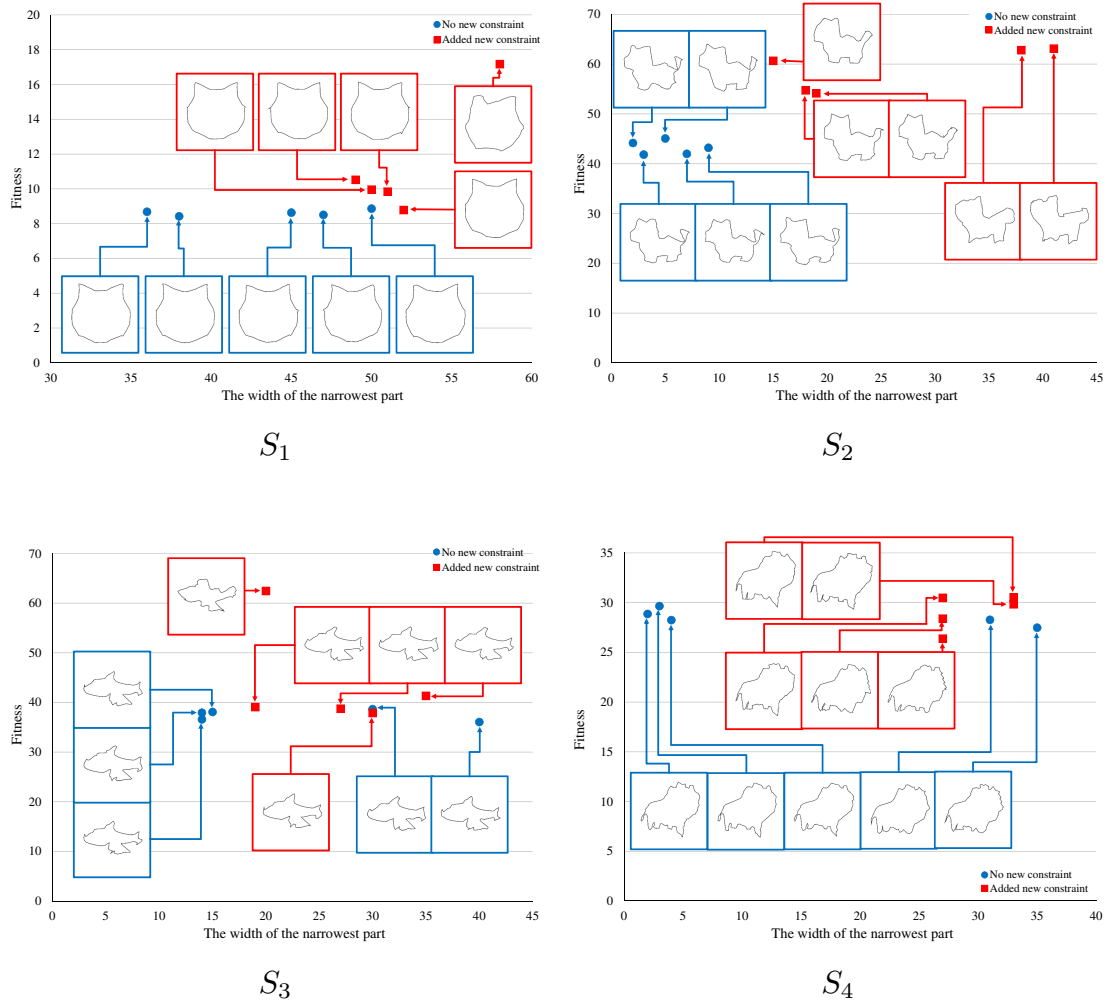 20
18
16
14
12
10
8
6
4
2
0
Fitness
No new constraint
Added new constraint
30 35 40 45 50 55 60
The width of the narrowest part
S1
70
60
50
40
30
20
10
0
Fitness
No new constraint
Added new constraint
0 5 10 15 20 25 30 35 40 45
The width of the narrowest part
S2
70
60
50
40
30
20
10
0
Fitness
No new constraint
Added new constraint
0 5 10 15 20 25 30 35 40 45
The width of the narrowest part
S3
35
30
25
20
15
10
5
0
Fitness
No new constraint
Added new constraint
0 5 10 15 20 25 30 35 40
The width of the narrowest part
S4